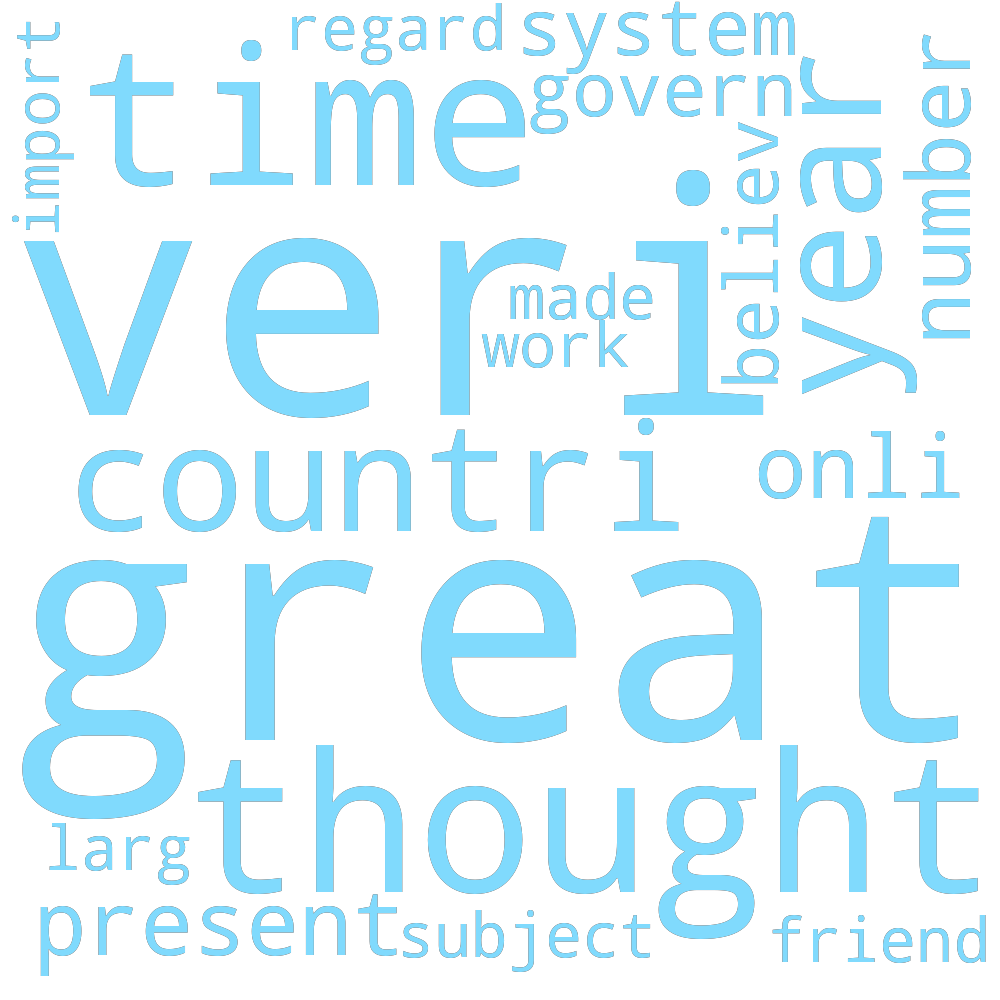 regard
system
import
time
govern
number
year
believ
veri
made
work
countri
onli
great
thought
larg
present
subject
friend